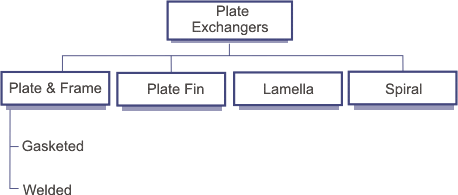 Plate
Exchangers
Plate & Frame
Plate Fin
Lamella
Spiral
Gasketed
Welded